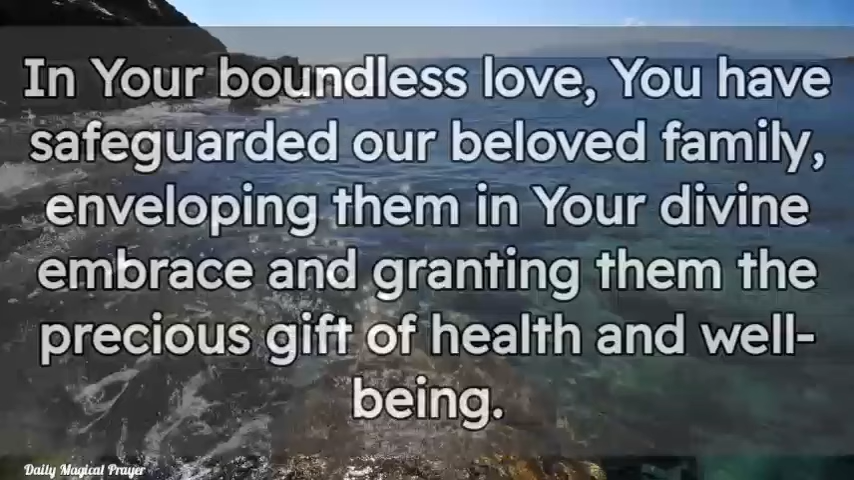 In Your boundless love, You have
safeguarded our beloved family,
enveloping them in Your divine
embrace and granting them the
precious gift of health and well-
being.
Daily Magical Prayer